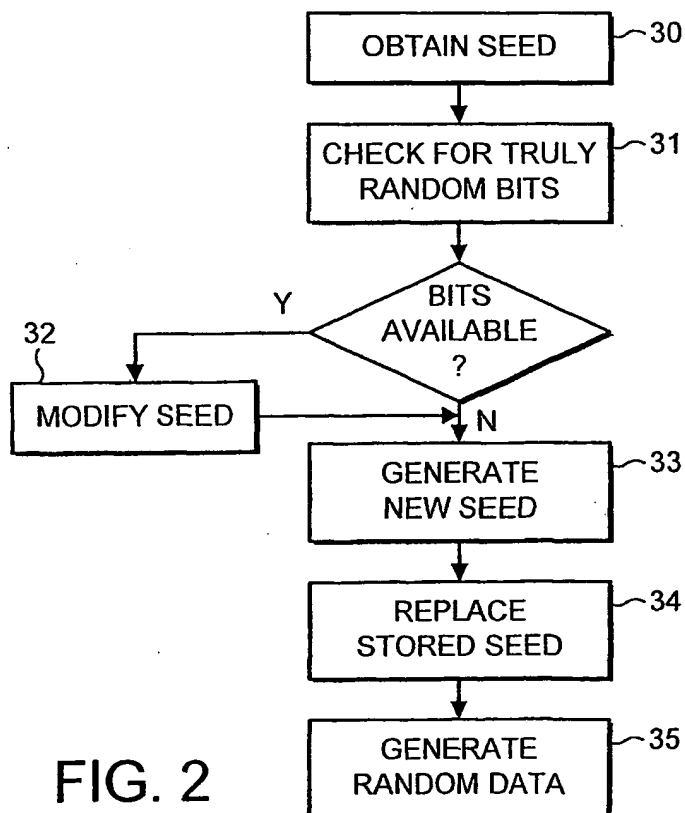 OBTAIN SEED
30
CHECK FOR TRULY
RANDOM BITS
31
BITS
AVAILABLE
?
Y
32
MODIFY SEED
N
GENERATE
NEW SEED
33
REPLACE
STORED SEED
34
GENERATE
RANDOM DATA
35
FIG. 2